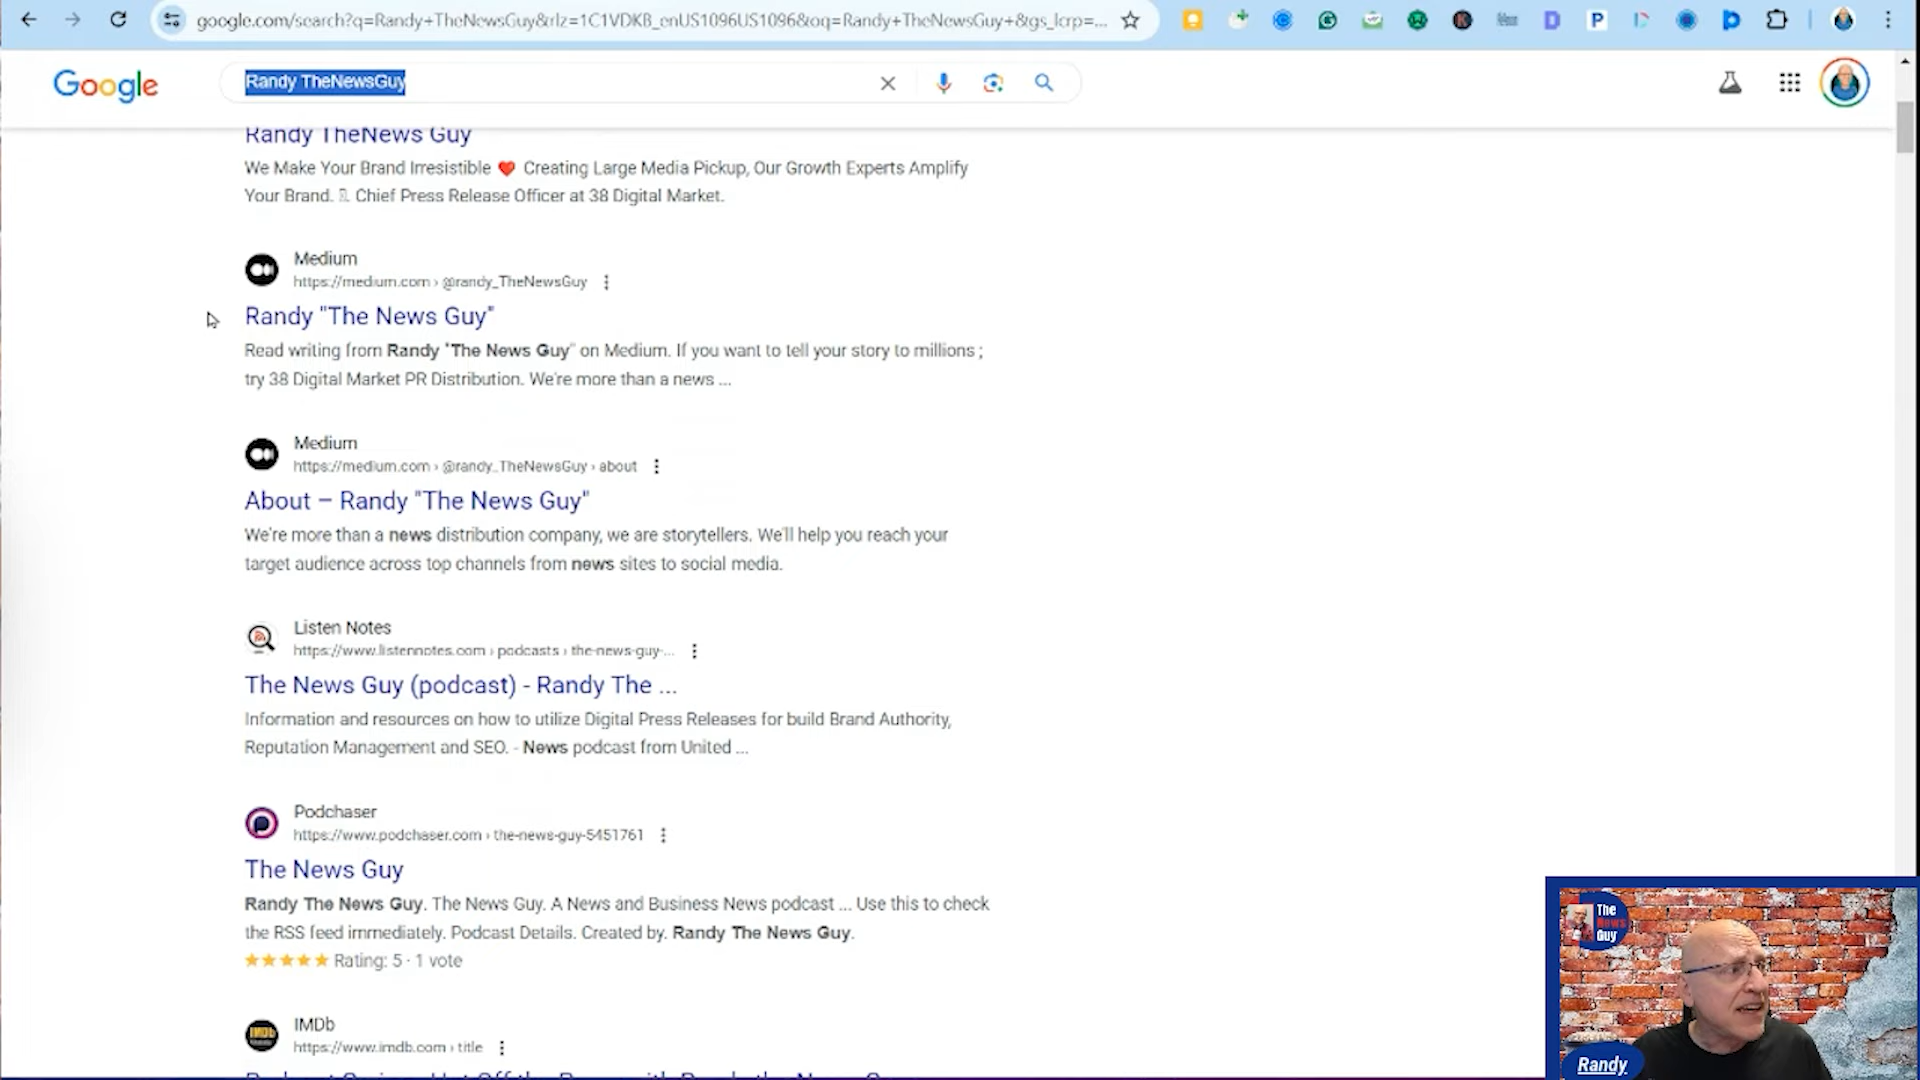 google.com/search?q=Randy+TheNewsGuy&rlz=1C1VDKB_enUS1096US1096&oq=Randy+TheNewsGuy+&gs_lcrp=...
Google
Randy TheNewsGuy
Randy TheNews Guy
We Make Your Brand Irresistible ❤️ Creating Large Media Pickup, Our Growth Experts Amplify
Your Brand. Chief Press Release Officer at 38 Digital Market.
Medium
https://medium.com › @randy_TheNewsGuy
Randy "The News Guy"
Read writing from Randy "The News Guy" on Medium. If you want to tell your story to millions ;
try 38 Digital Market PR Distribution. We're more than a news ...
Medium
https://medium.com › @randy_TheNewsGuy › about
About – Randy "The News Guy"
We're more than a news distribution company, we are storytellers. We'll help you reach your
target audience across top channels from news sites to social media.
Listen Notes
https://www.listennotes.com › podcasts › the-news-guy-...
The News Guy (podcast) - Randy The ...
Information and resources on how to utilize Digital Press Releases for build Brand Authority,
Reputation Management and SEO. - News podcast from United ...
Podchaser
https://www.podchaser.com › the-news-guy-5451761
The News Guy
Randy The News Guy. The News Guy. A News and Business News podcast ... Use this to check
the RSS feed immediately. Podcast Details. Created by. Randy The News Guy.
★★★★★ Rating: 5 · 1 vote
IMDb
https://www.imdb.com › title
The
News
Guy
Randy